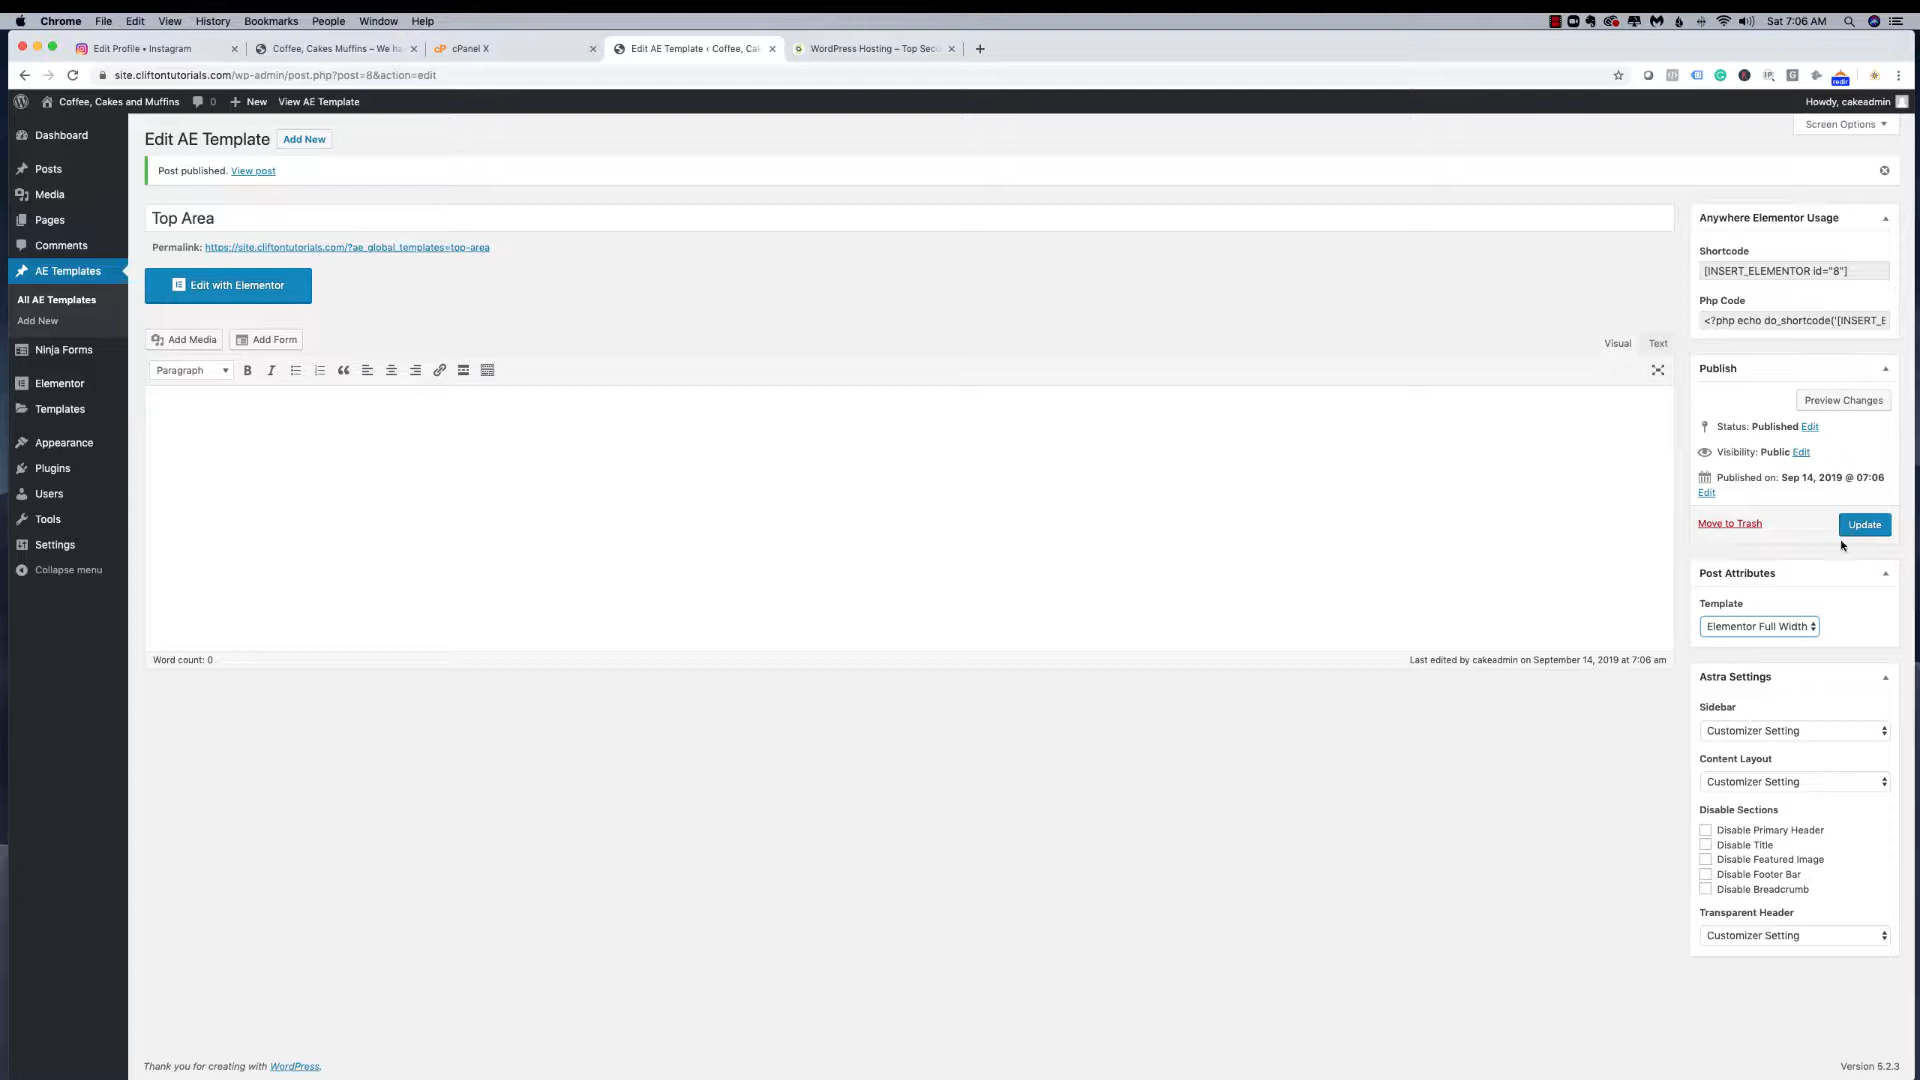 Chrome File Edit View History Bookmarks People Window Help
Sat 7:06 AM
Edit Profile • Instagram
Coffee, Cakes Muffins – We ha
cPanel X
Edit AE Template ‹ Coffee, Cak
WordPress Hosting – Top Sec
site.cliftontutorials.com/wp-admin/post.php?post=8&action=edit
redir
Coffee, Cakes and Muffins 0 New View AE Template
Howdy, cakeadmin
Screen Options
Dashboard
Posts
Media
Pages
Comments
AE Templates
All AE Templates
Add New
Ninja Forms
Elementor
Templates
Appearance
Plugins
Users
Tools
Settings
Collapse menu
Edit AE Template Add New
Post published. View post
Top Area
Permalink: https://site.cliftontutorials.com/?ae_global_templates=top-area
Edit with Elementor
Add Media Add Form
Visual Text
Paragraph
Word count: 0
Last edited by cakeadmin on September 14, 2019 at 7:06 am
Anywhere Elementor Usage
Shortcode
[INSERT_ELEMENTOR id="8"]
Php Code
<?php echo do_shortcode('[INSERT_E
Publish
Preview Changes
Status: Published Edit
Visibility: Public Edit
Published on: Sep 14, 2019 @ 07:06
Edit
Move to Trash Update
Post Attributes
Template
Elementor Full Width
Astra Settings
Sidebar
Customizer Setting
Content Layout
Customizer Setting
Disable Sections
Disable Primary Header
Disable Title
Disable Featured Image
Disable Footer Bar
Disable Breadcrumb
Transparent Header
Customizer Setting
Thank you for creating with WordPress.
Version 5.2.3